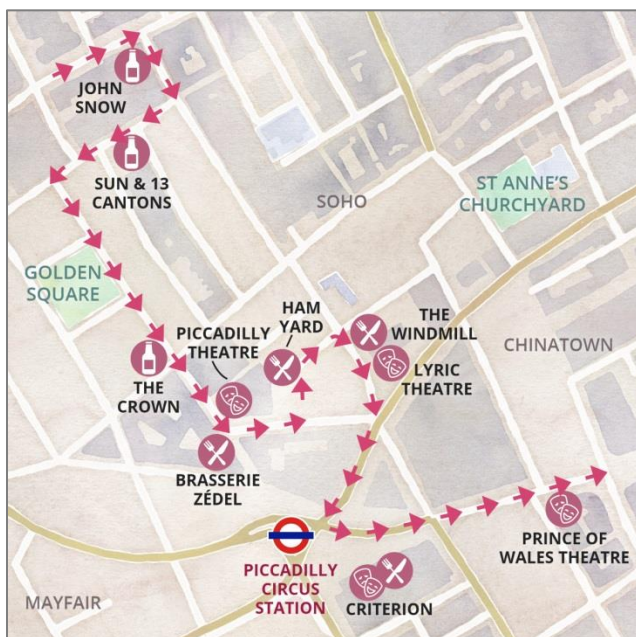 JOHN
SNOW
SUN & 13
CANTONS
SOHO
ST ANNE'S
CHURCHYARD
GOLDEN
SQUARE
HAM
YARD
PICCADILLY
THEATRE
THE
WINDMILL
LYRIC
THEATRE
CHINATOWN
THE
CROWN
BRASSERIE
ZÉDEL
PRINCE OF
WALES THEATRE
PICCADILLY
CIRCUS
STATION
CRITERION
MAYFAIR